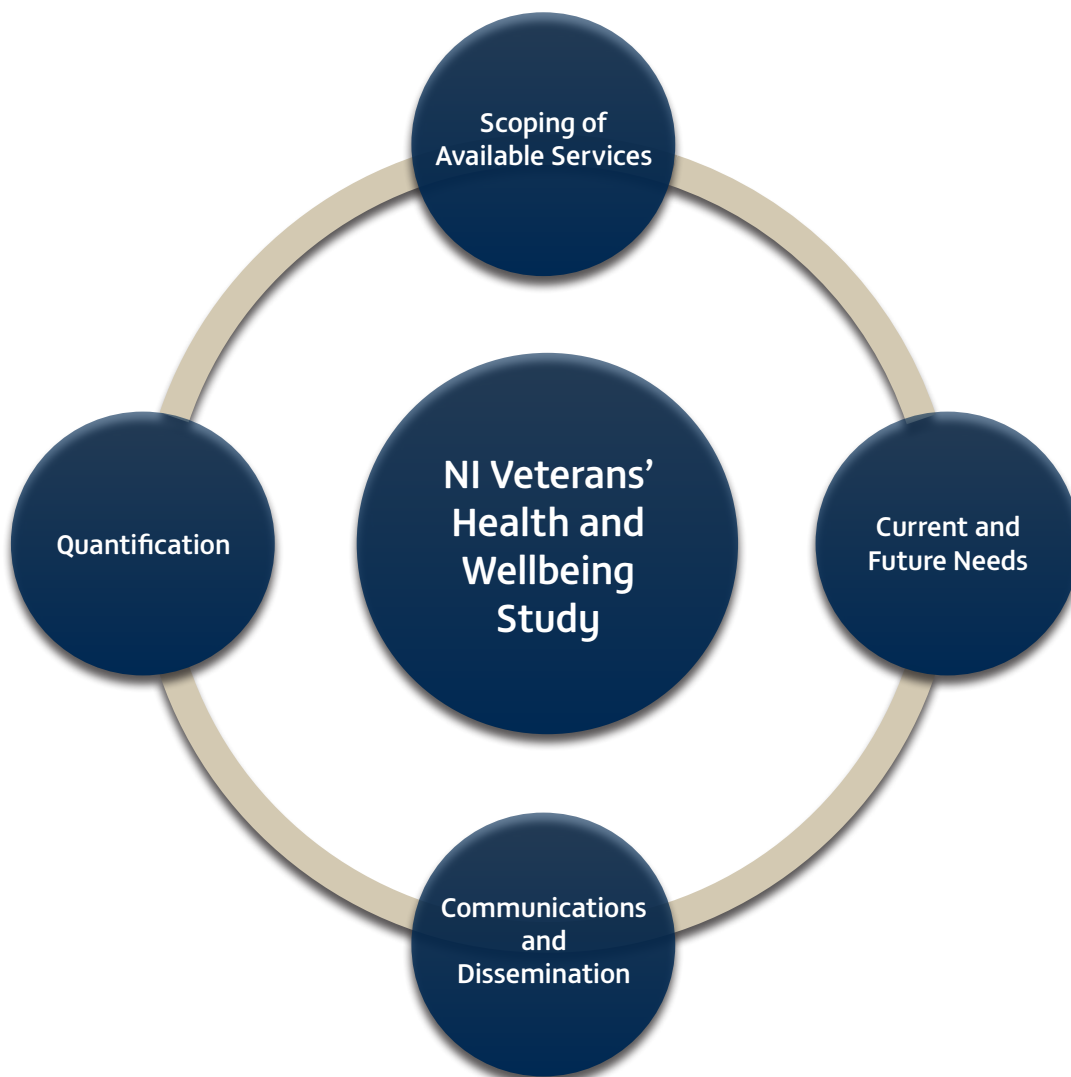 Scoping of
Available Services
NI Veterans’
Health and
Wellbeing
Study
Quantification
Current and
Future Needs
Communications
and
Dissemination